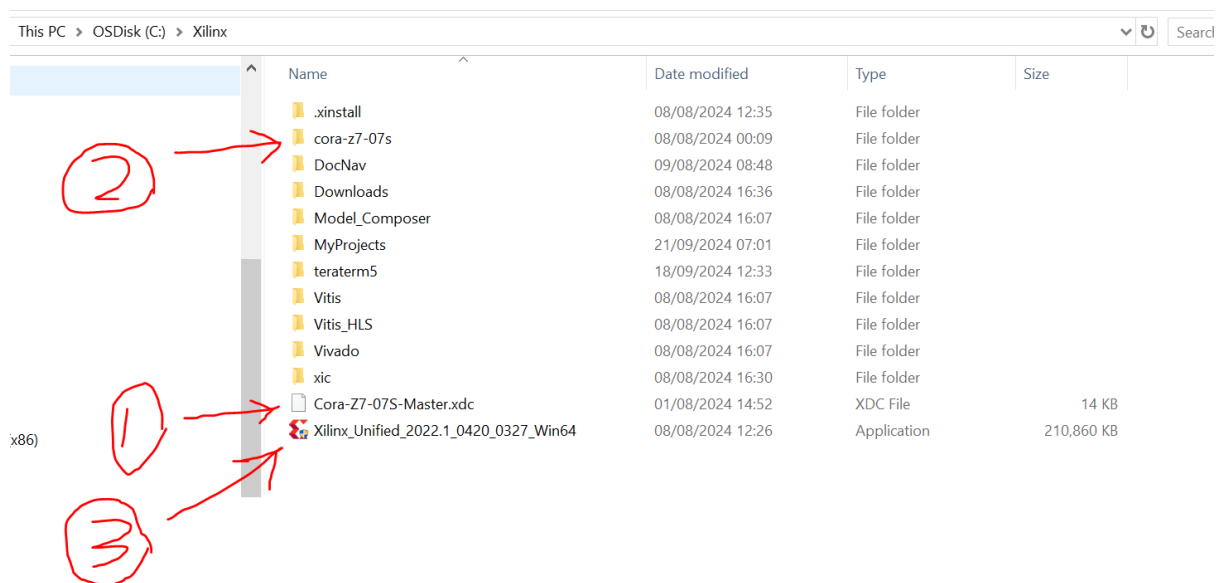 This PC > OSDisk (C:) > Xilinx Search
Name Date modified Type Size
.xinstall 08/08/2024 12:35 File folder
cora-z7-07s 08/08/2024 00:09 File folder
2
DocNav 09/08/2024 08:48 File folder
Downloads 08/08/2024 16:36 File folder
Model_Composer 08/08/2024 16:07 File folder
MyProjects 21/09/2024 07:01 File folder
teraterm5 18/09/2024 12:33 File folder
Vitis 08/08/2024 16:07 File folder
Vitis_HLS 08/08/2024 16:07 File folder
Vivado 08/08/2024 16:07 File folder
xic 08/08/2024 16:30 File folder
1
Cora-Z7-07S-Master.xdc 01/08/2024 14:52 XDC File 14 KB
Xilinx_Unified_2022.1_0420_0327_Win64 08/08/2024 12:26 Application 210,860 KB
x86)
3